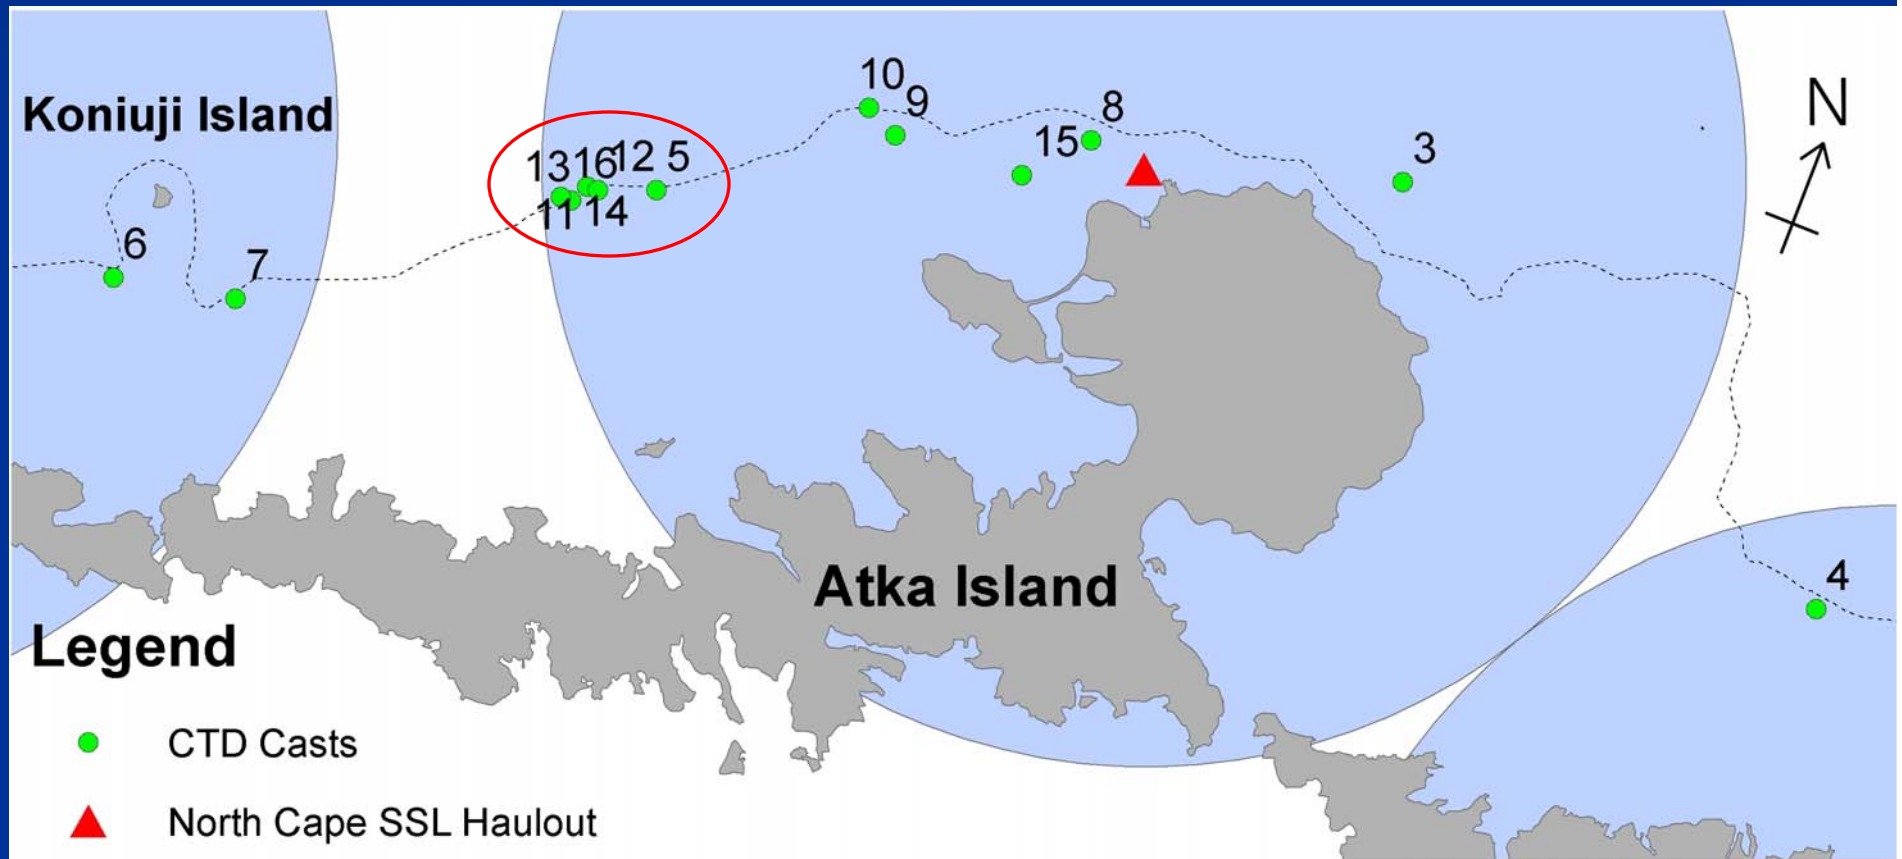 Koniuji Island
10
9
8
15
3
N
13
16
12
5
11
14
6
7
Atka Island
4
Legend
CTD Casts
North Cape SSL Haulout